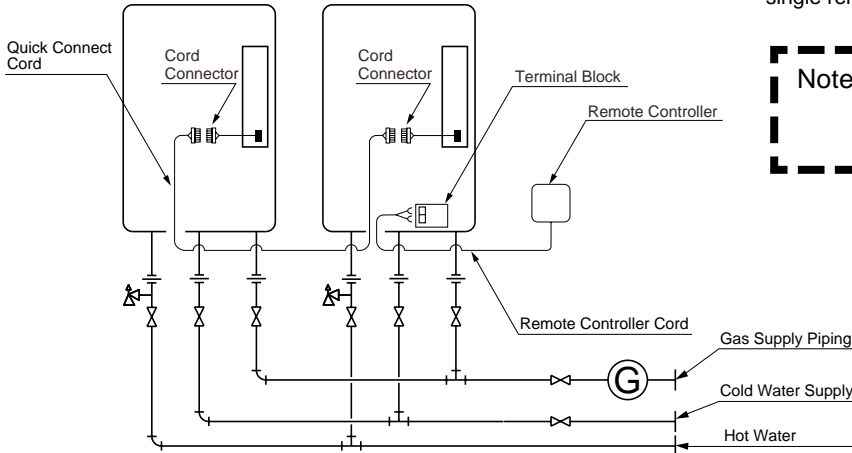 Quick Connect
Cord
Cord
Connector
Cord
Connector
Terminal Block
Remote Controller
Note
Remote Controller Cord
Gas Supply Piping
G
Cold Water Supply
Hot Water